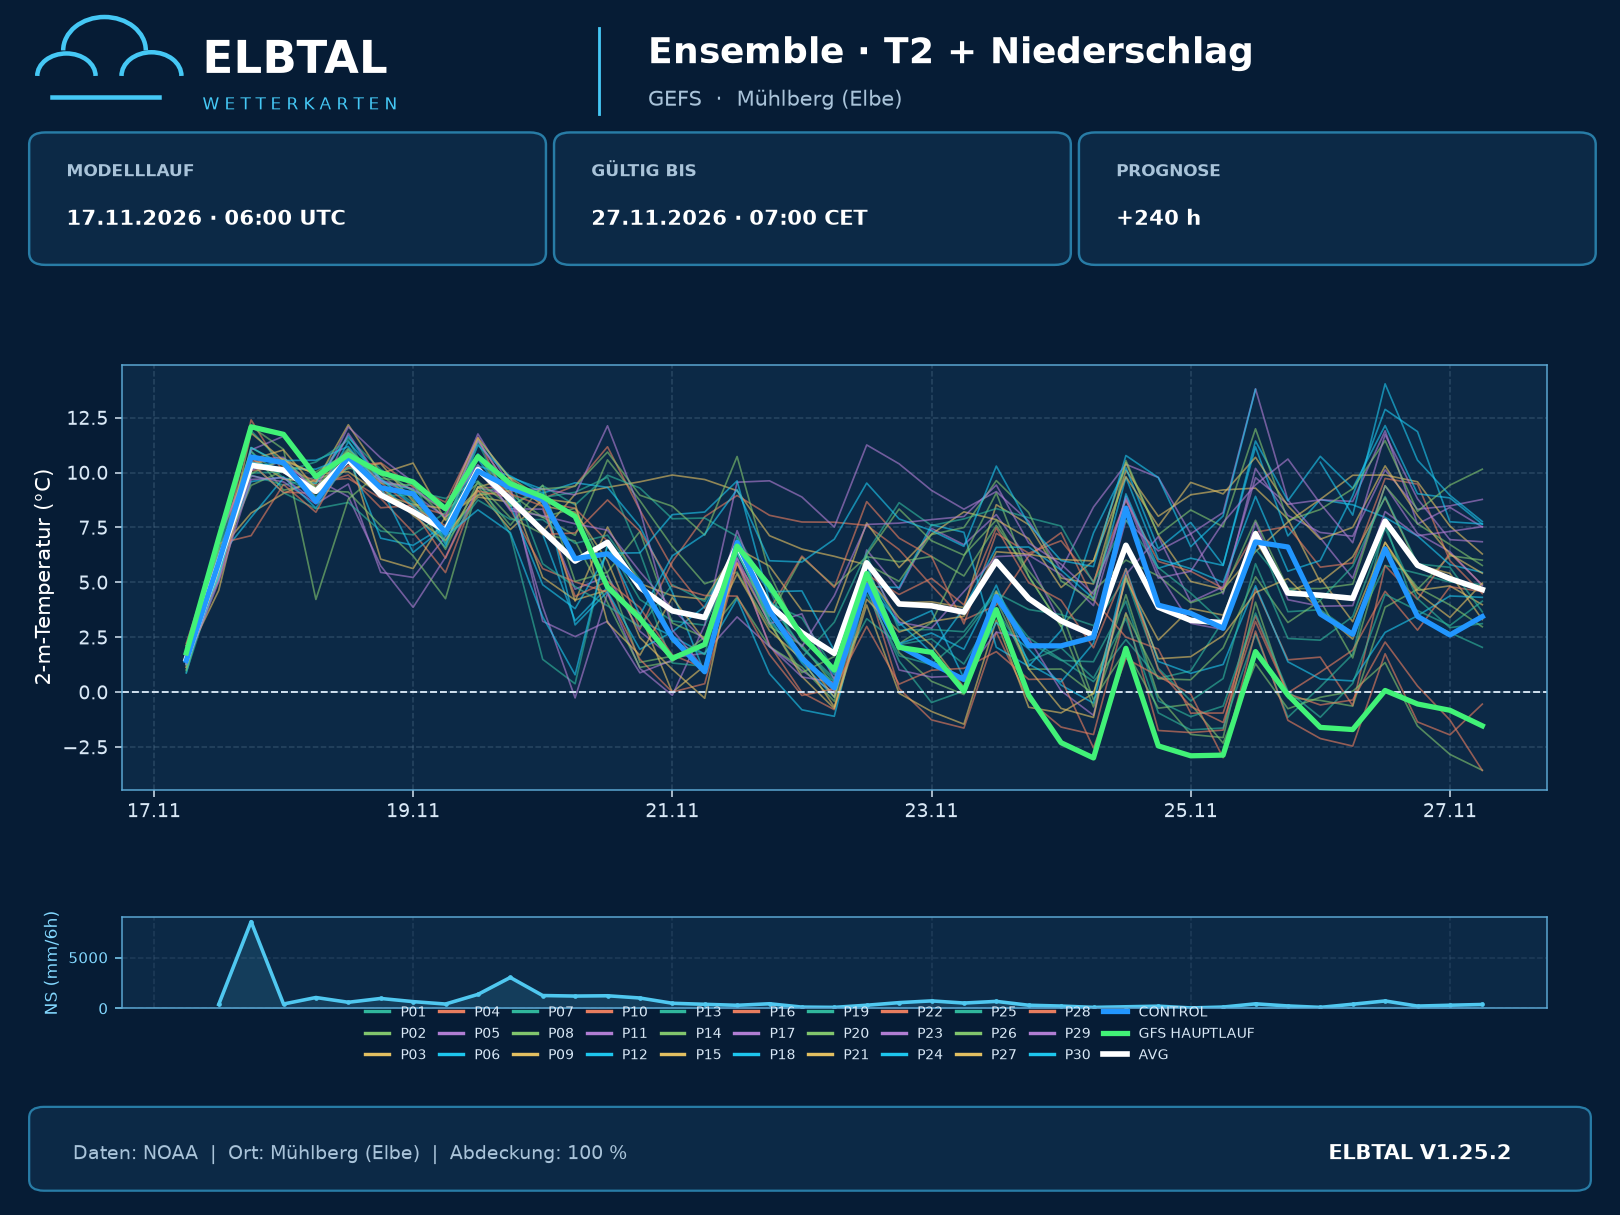 ELBTAL
WETTERKARTEN
Ensemble · T2 + Niederschlag
GEFS · Mühlberg (Elbe)
MODELLLAUF
17.11.2026 · 06:00 UTC
GÜLTIG BIS
27.11.2026 · 07:00 CET
PROGNOSE
+240 h
2-m-Temperatur (°C)
12.5
10.0
7.5
5.0
2.5
0.0
−2.5
17.11 19.11 21.11 23.11 25.11 27.11
NS (mm/6h)
5000
0
P01 P04 P07 P10 P13 P16 P19 P22 P25 P28 CONTROL
P02 P05 P08 P11 P14 P17 P20 P23 P26 P29 GFS HAUPTLAUF
P03 P06 P09 P12 P15 P18 P21 P24 P27 P30 AVG
Daten: NOAA | Ort: Mühlberg (Elbe) | Abdeckung: 100 %
ELBTAL V1.25.2